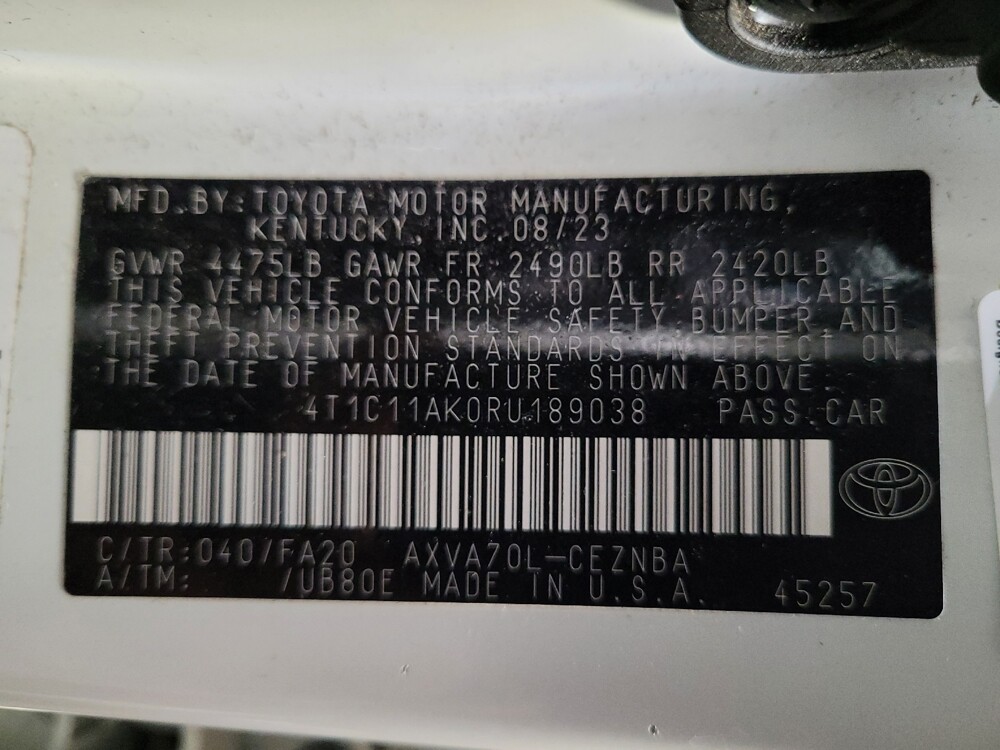 MFD.BY:TOYOTA MOTOR MANUFACTURING,
KENTUCKY,INC.08/23
GVWR 4475LB GAWR FR 2490LB RR 2420LB
THIS VEHICLE CONFORMS TO ALL APPLICABLE
FEDERAL MOTOR VEHICLE SAFETY,BUMPER,AND
THEFT PREVENTION STANDARDS IN EFFECT ON
THE DATE OF MANUFACTURE SHOWN ABOVE.
4T1C11AK0RU189038 PASS.CAR
C/TR:040/FA20 AXVA70L-CEZNBA
A/TM: /UB80E MADE IN U.S.A. 45257